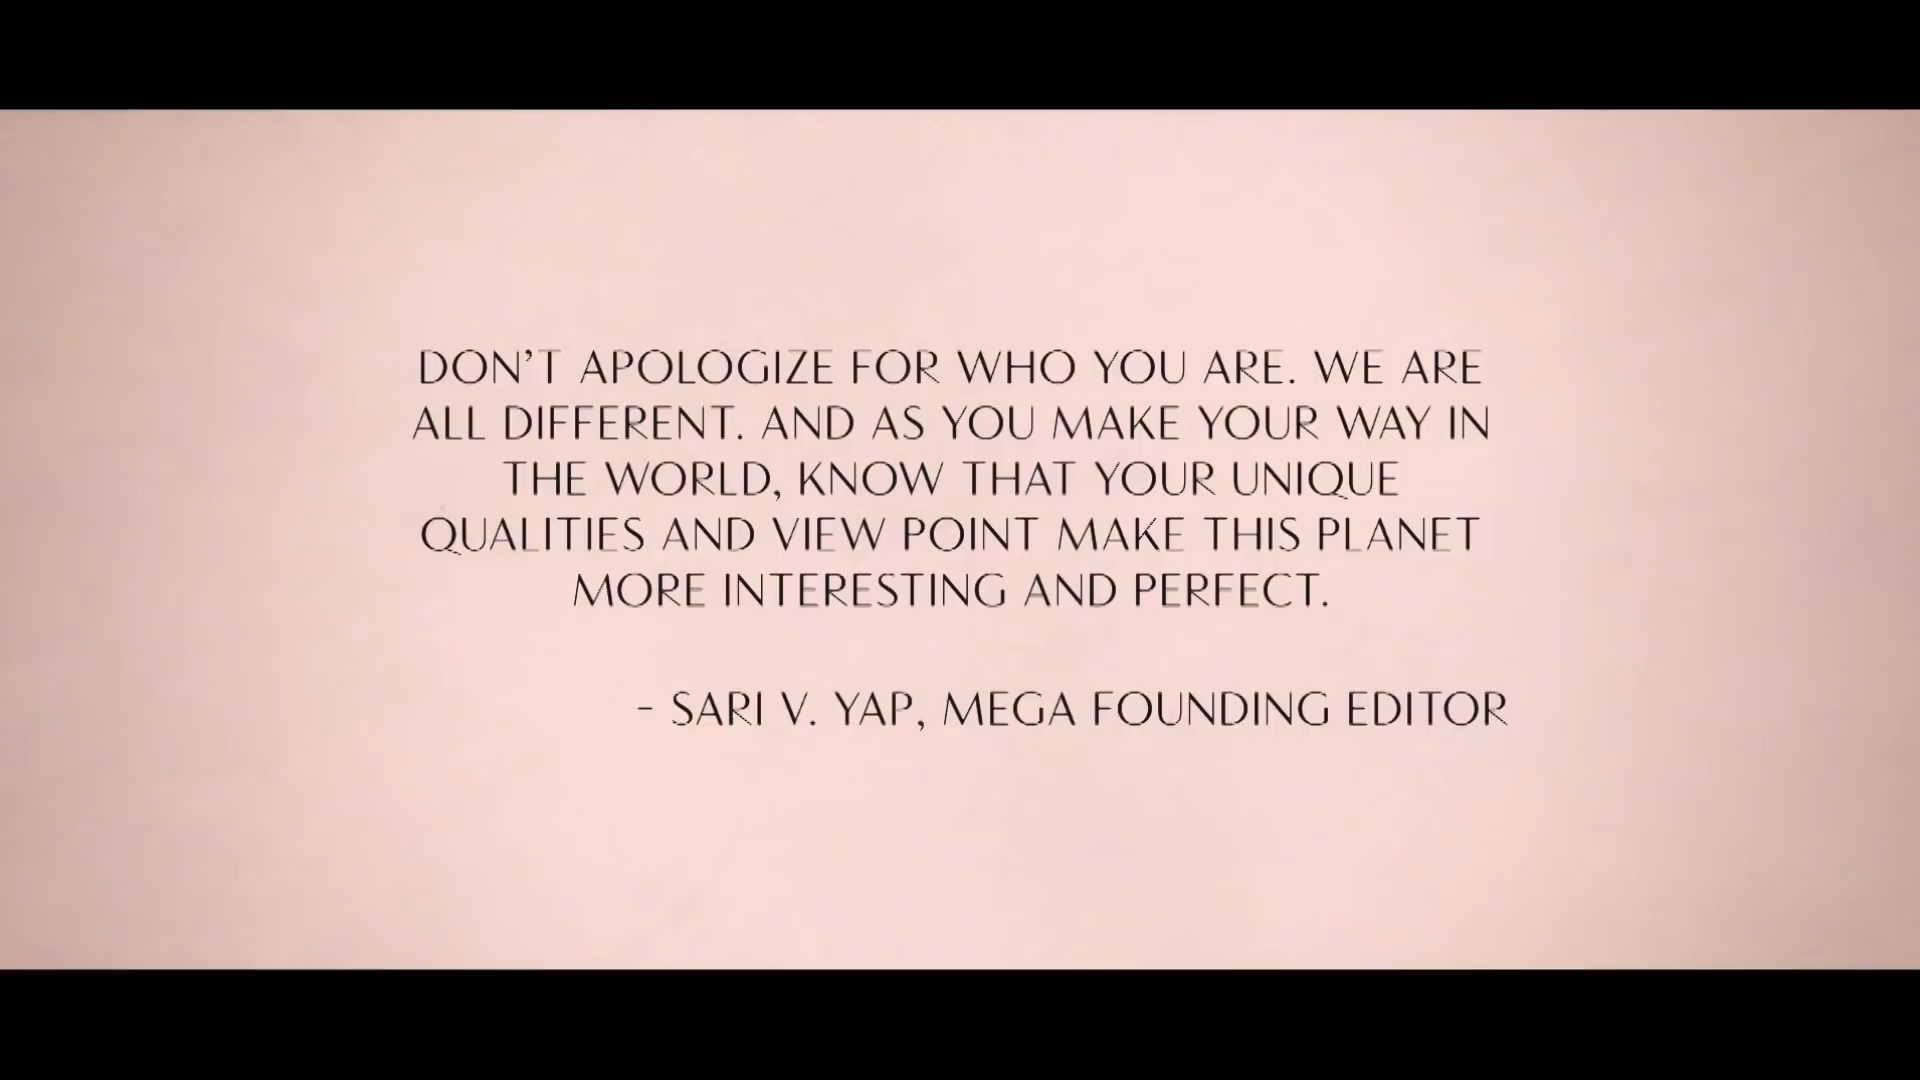 DON'T APOLOGIZE FOR WHO YOU ARE. WE ARE
ALL DIFFERENT. AND AS YOU MAKE YOUR WAY IN
THE WORLD, KNOW THAT YOUR UNIQUE
QUALITIES AND VIEW POINT MAKE THIS PLANET
MORE INTERESTING AND PERFECT.
- SARI V. YAP, MEGA FOUNDING EDITOR